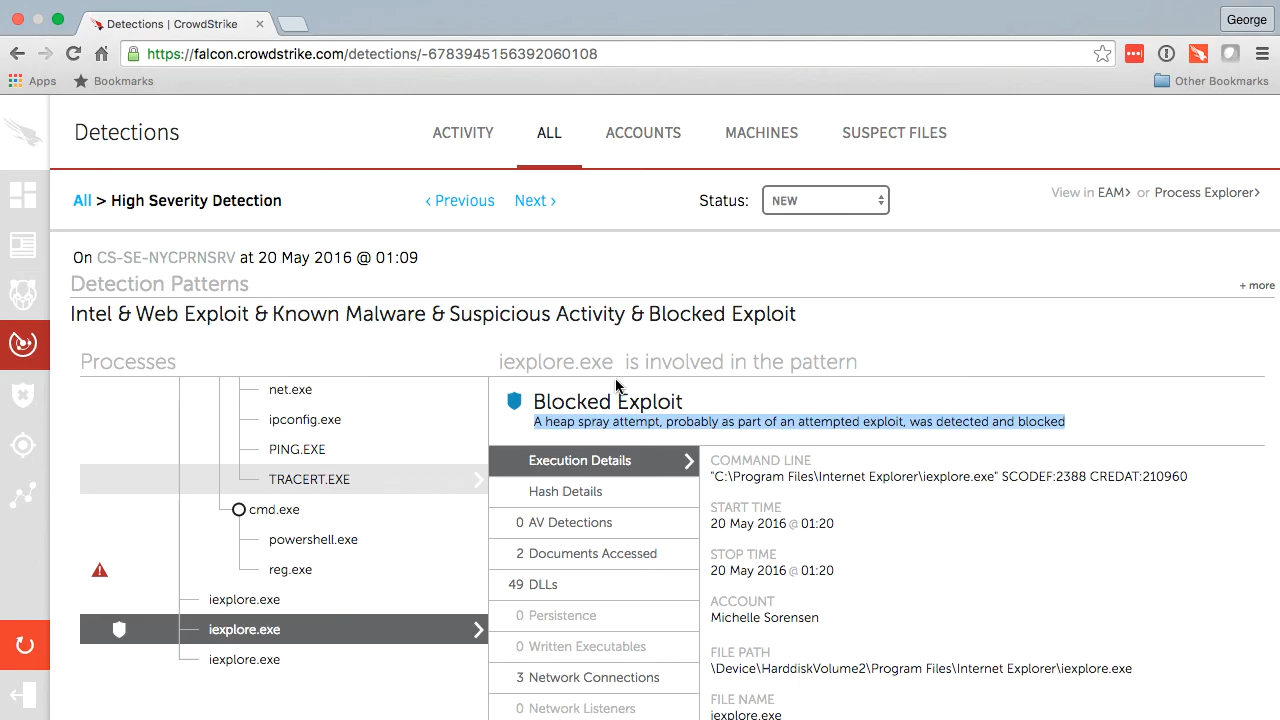 Detections | CrowdStrike
George
https://falcon.crowdstrike.com/detections/-6783945156392060108
Apps
Bookmarks
Other Bookmarks
Detections
ACTIVITY
ALL
ACCOUNTS
MACHINES
SUSPECT FILES
All > High Severity Detection
‹ Previous
Next ›
Status:
NEW
View in EAM> or Process Explorer>
On CS-SE-NYCPRNSRV at 20 May 2016 @ 01:09
Detection Patterns
+ more
Intel & Web Exploit & Known Malware & Suspicious Activity & Blocked Exploit
Processes
net.exe
ipconfig.exe
PING.EXE
TRACERT.EXE
cmd.exe
powershell.exe
reg.exe
iexplore.exe
iexplore.exe
iexplore.exe
iexplore.exe is involved in the pattern
Blocked Exploit
A heap spray attempt, probably as part of an attempted exploit, was detected and blocked
Execution Details
Hash Details
0 AV Detections
2 Documents Accessed
49 DLLs
0 Persistence
0 Written Executables
3 Network Connections
0 Network Listeners
COMMAND LINE
"C:\Program Files\Internet Explorer\iexplore.exe" SCODEF:2388 CREDAT:210960
START TIME
20 May 2016 @ 01:20
STOP TIME
20 May 2016 @ 01:20
ACCOUNT
Michelle Sorensen
FILE PATH
\Device\HarddiskVolume2\Program Files\Internet Explorer\iexplore.exe
FILE NAME
iexplore.exe